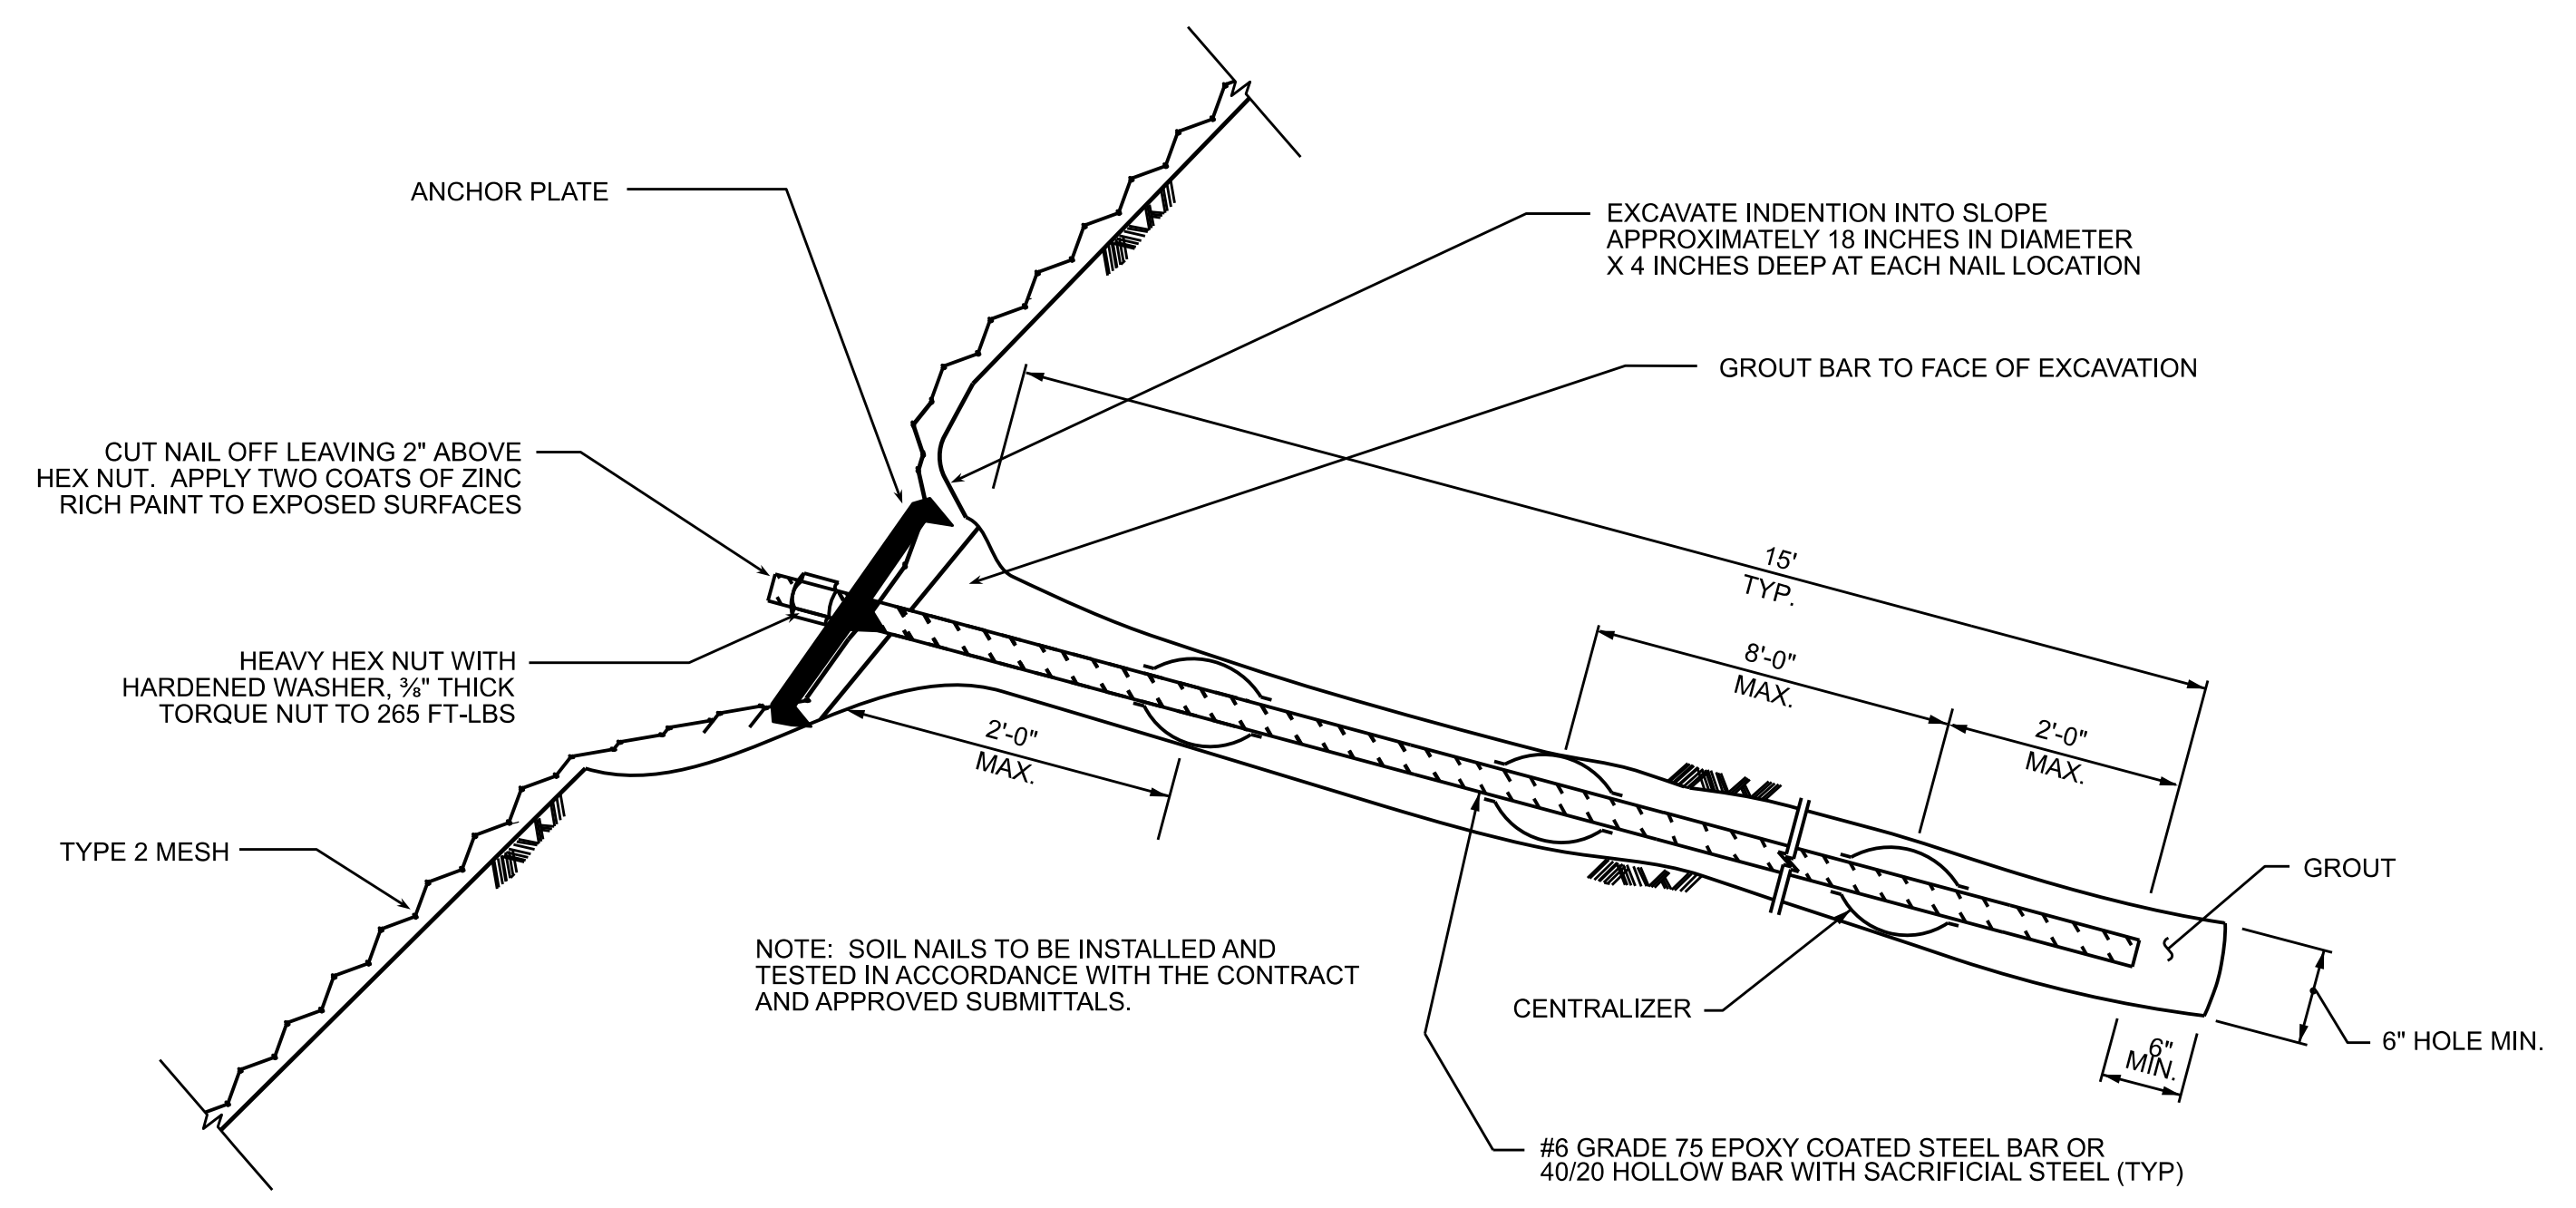 ANCHOR PLATE
EXCAVATE INDENTION INTO SLOPE
APPROXIMATELY 18 INCHES IN DIAMETER
X 4 INCHES DEEP AT EACH NAIL LOCATION
GROUT BAR TO FACE OF EXCAVATION
CUT NAIL OFF LEAVING 2" ABOVE
HEX NUT.  APPLY TWO COATS OF ZINC
RICH PAINT TO EXPOSED SURFACES
15'
TYP.
8'-0"
MAX.
HEAVY HEX NUT WITH
HARDENED WASHER, ⅜" THICK
TORQUE NUT TO 265 FT-LBS
2'-0"
MAX.
2'-0"
MAX.
TYPE 2 MESH
GROUT
NOTE:  SOIL NAILS TO BE INSTALLED AND
TESTED IN ACCORDANCE WITH THE CONTRACT
AND APPROVED SUBMITTALS.
CENTRALIZER
6" HOLE MIN.
6"
MIN.
#6 GRADE 75 EPOXY COATED STEEL BAR OR
40/20 HOLLOW BAR WITH SACRIFICIAL STEEL (TYP)